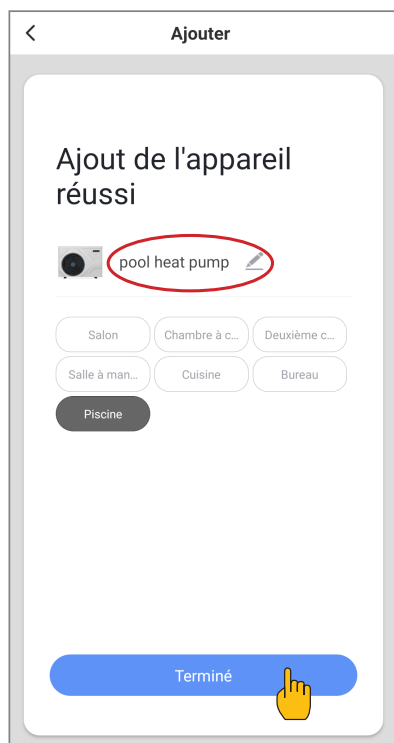 Ajouter
Ajout de l'appareil
réussi
pool heat pump
Salon
Chambre à c...
Deuxième c...
Salle à man...
Cuisine
Bureau
Piscine
Terminé